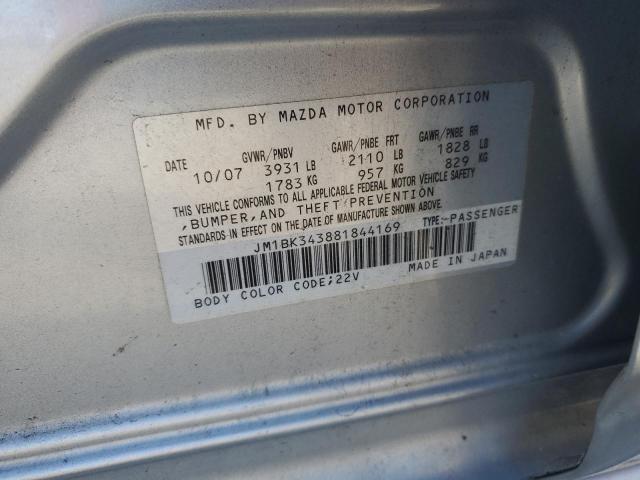 MFD. BY MAZDA MOTOR CORPORATION
DATE GVWR/PNBV GAWR/PNBE FRT GAWR/PNBE RR
10/07 3931 LB 2110 LB 1828 LB
1783 KG 957 KG 829 KG
THIS VEHICLE CONFORMS TO ALL APPLICABLE FEDERAL MOTOR VEHICLE SAFETY
,BUMPER,AND THEFT PREVENTION
STANDARDS IN EFFECT ON THE DATE OF MANUFACTURE SHOWN ABOVE.
JM1BK343881844169 TYPE:PASSENGER
BODY COLOR CODE;22V MADE IN JAPAN